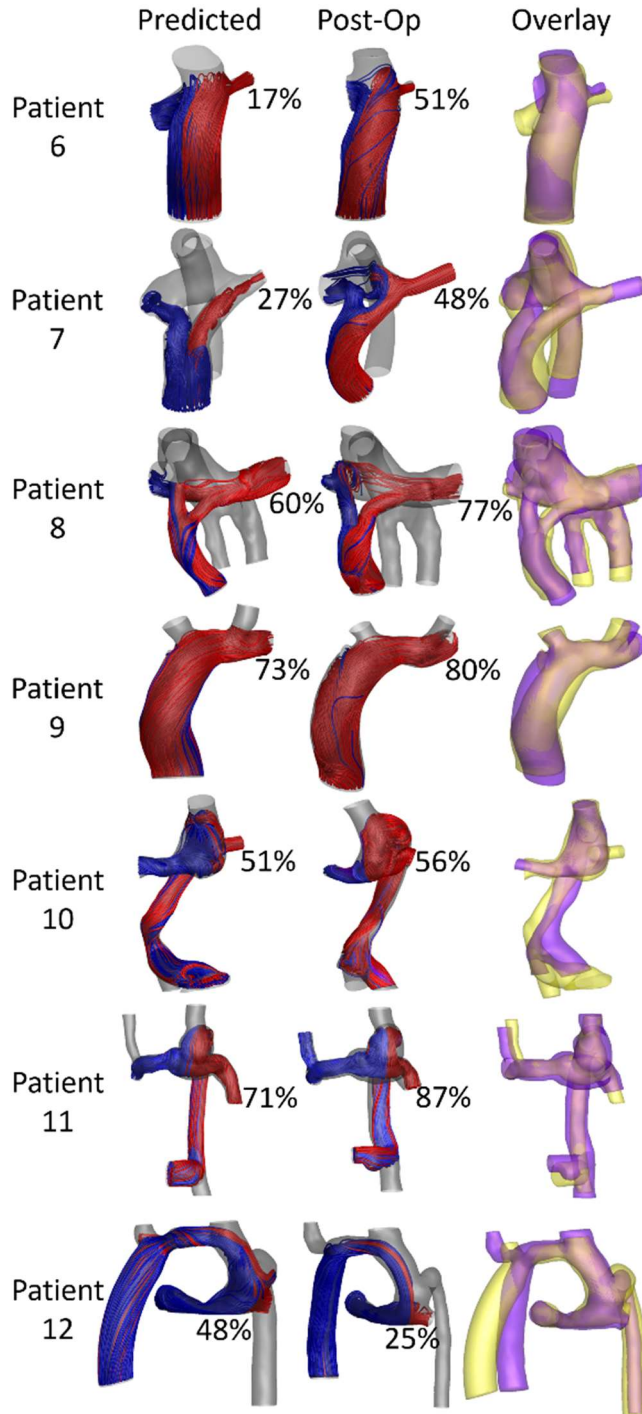 Predicted Post-Op Overlay
Patient 6 17% 51%
Patient 7 27% 48%
Patient 8 60% 77%
Patient 9 73% 80%
Patient 10 51% 56%
Patient 11 71% 87%
Patient 12 48% 25%